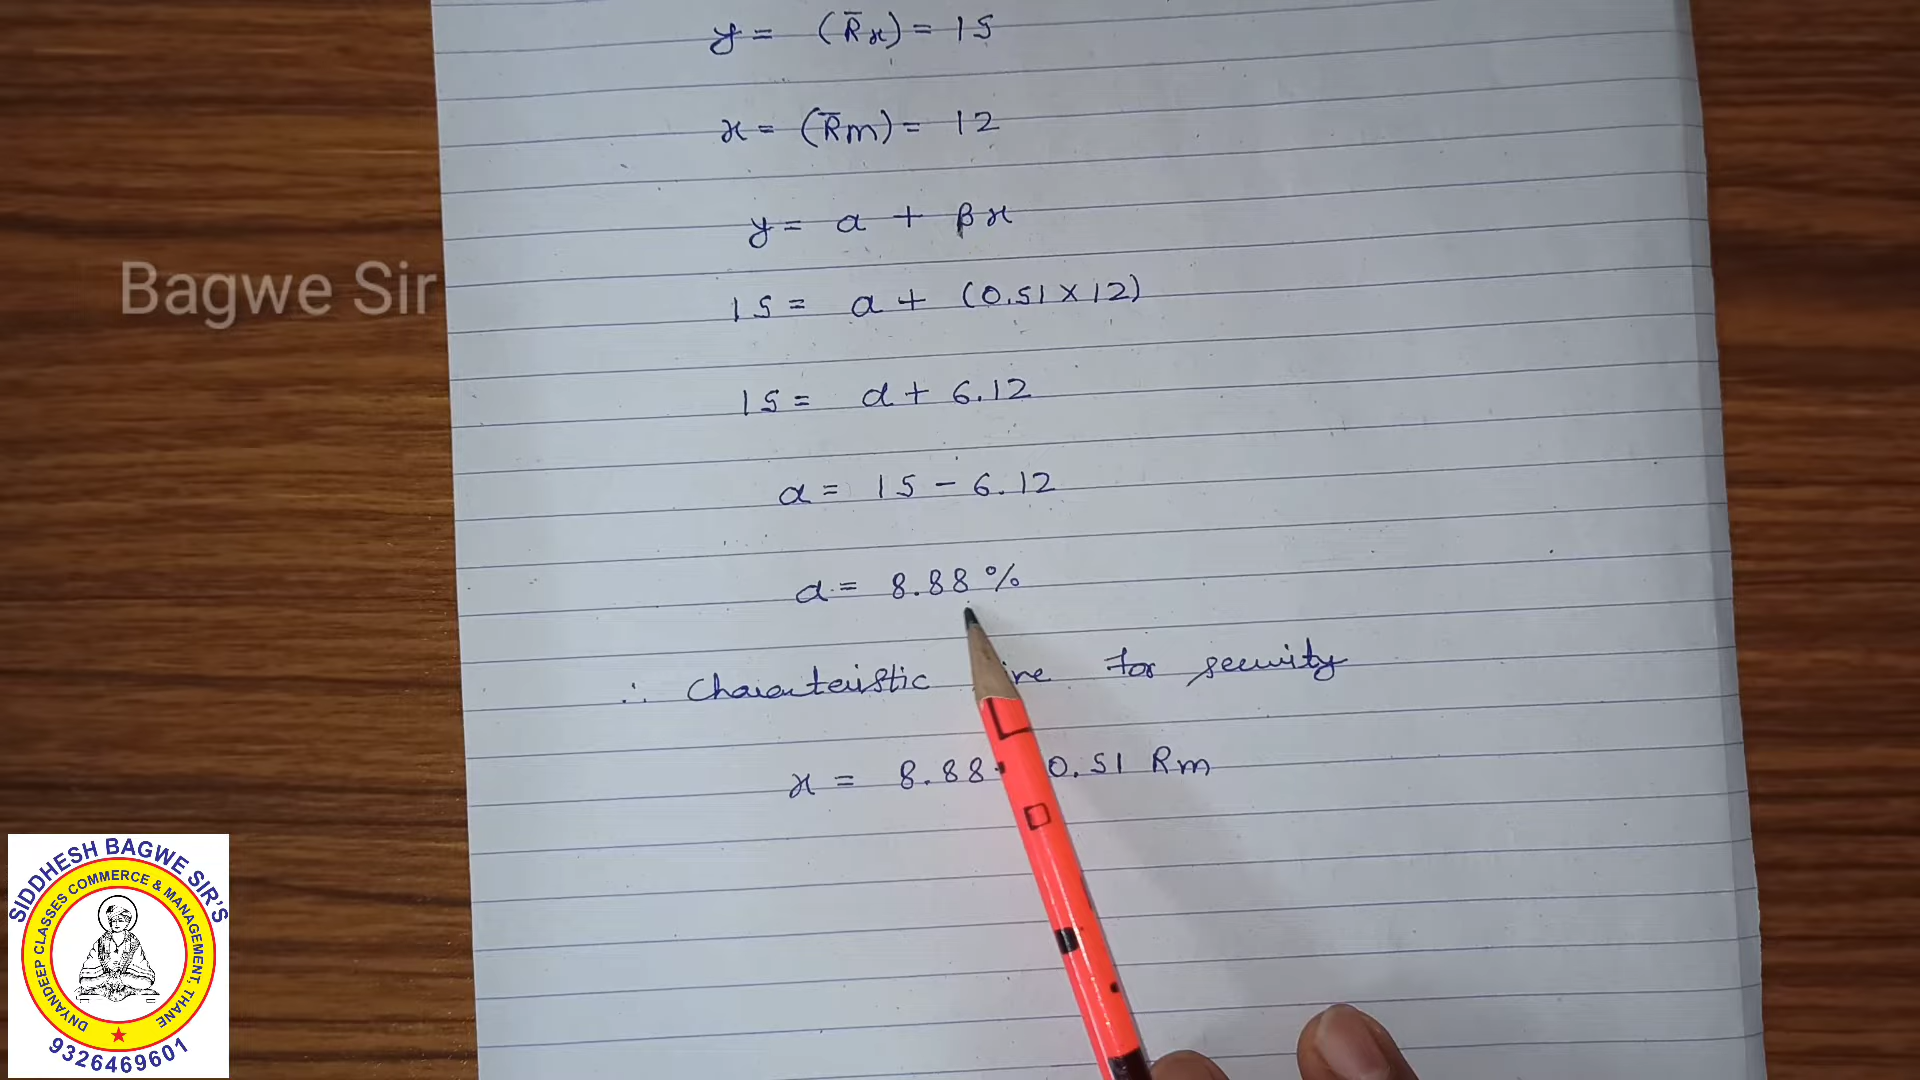 y = (R̄x) = 15
x = (R̄m) = 12
y = α + βx
Bagwe Sir
15 = α + (0.51 × 12)
15 = α + 6.12
α = 15 - 6.12
α = 8.88 %
∴ Characteristic ine for security
x = 8.88 0.51 Rm
SIDDHESH BAGWE SIR'S
DNYANDEEP CLASSES COMMERCE & MANAGEMENT, THANE
9326469601